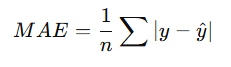 MAE = \frac{1}{n} \sum |y - \hat{y}|